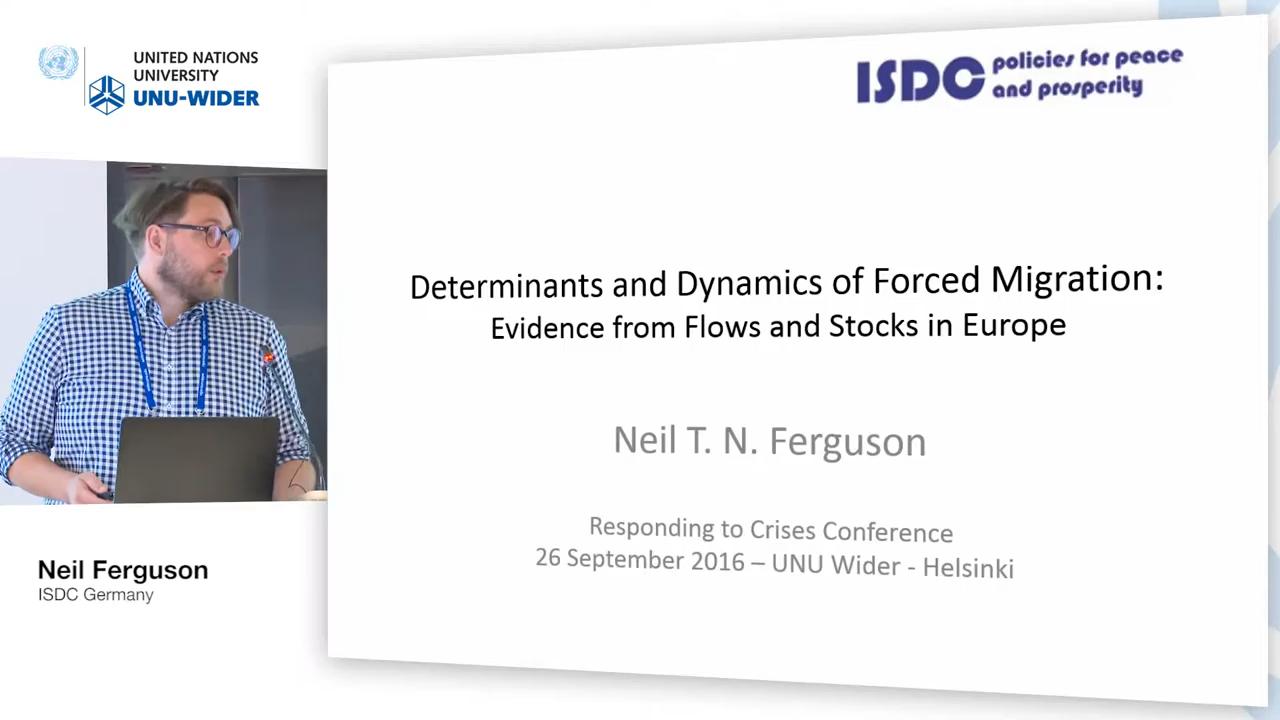 UNITED NATIONS
UNIVERSITY
UNU-WIDER
ISDC policies for peace
and prosperity
Determinants and Dynamics of Forced Migration:
Evidence from Flows and Stocks in Europe
Neil T. N. Ferguson
Responding to Crises Conference
26 September 2016 – UNU Wider - Helsinki
Neil Ferguson
ISDC Germany